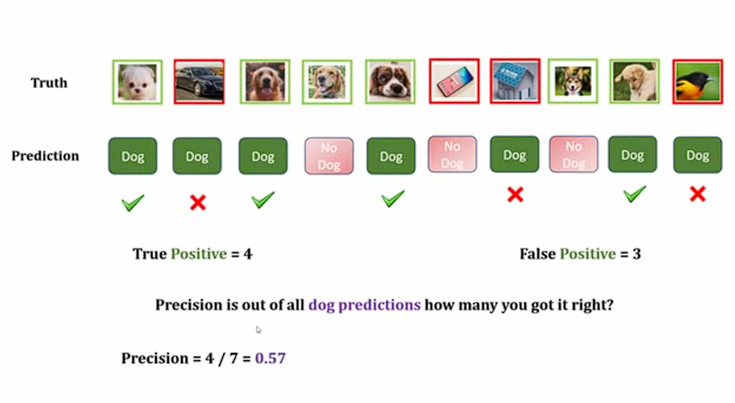 Truth
Prediction
Dog
Dog
Dog
No
Dog
Dog
No
Dog
Dog
No
Dog
Dog
Dog
True Positive = 4
False Positive = 3
Precision is out of all dog predictions how many you got it right?
Precision = 4 / 7 = 0.57